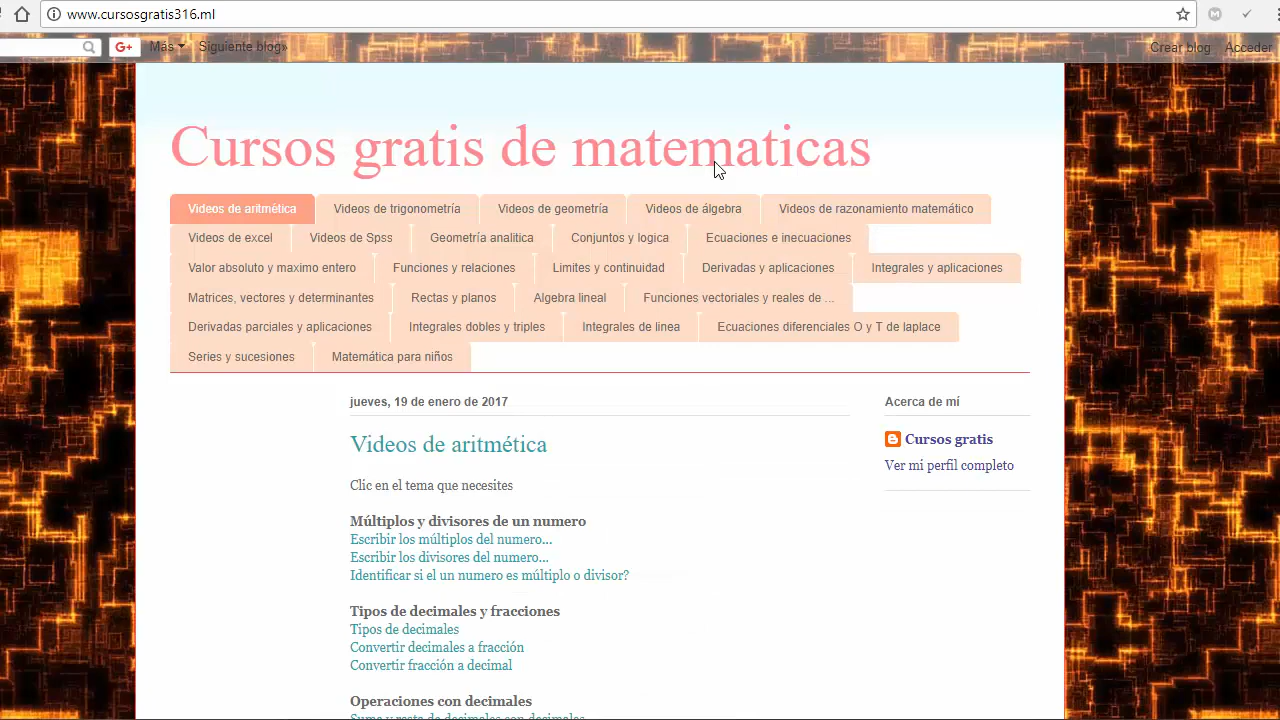 www.cursosgratis316.ml
G+ Más Siguiente blog» Crear blog Acceder
Cursos gratis de matematicas
Videos de aritmètica Videos de trigonometría Videos de geometría Videos de álgebra Videos de razonamiento matemático
Videos de excel Videos de Spss Geometría analitica Conjuntos y logica Ecuaciones e inecuaciones
Valor absoluto y maximo entero Funciones y relaciones Limites y continuidad Derivadas y aplicaciones Integrales y aplicaciones
Matrices, vectores y determinantes Rectas y planos Algebra lineal Funciones vectoriales y reales de ...
Derivadas parciales y aplicaciones Integrales dobles y triples Integrales de linea Ecuaciones diferenciales O y T de laplace
Series y sucesiones Matemática para niños
jueves, 19 de enero de 2017
Videos de aritmética
Clic en el tema que necesites
Múltiplos y divisores de un numero
Escribir los múltiplos del numero...
Escribir los divisores del numero...
Identificar si el un numero es múltiplo o divisor?
Tipos de decimales y fracciones
Tipos de decimales
Convertir decimales a fracción
Convertir fracción a decimal
Operaciones con decimales
Suma y resta de decimales con decimales
Acerca de mí
Cursos gratis
Ver mi perfil completo